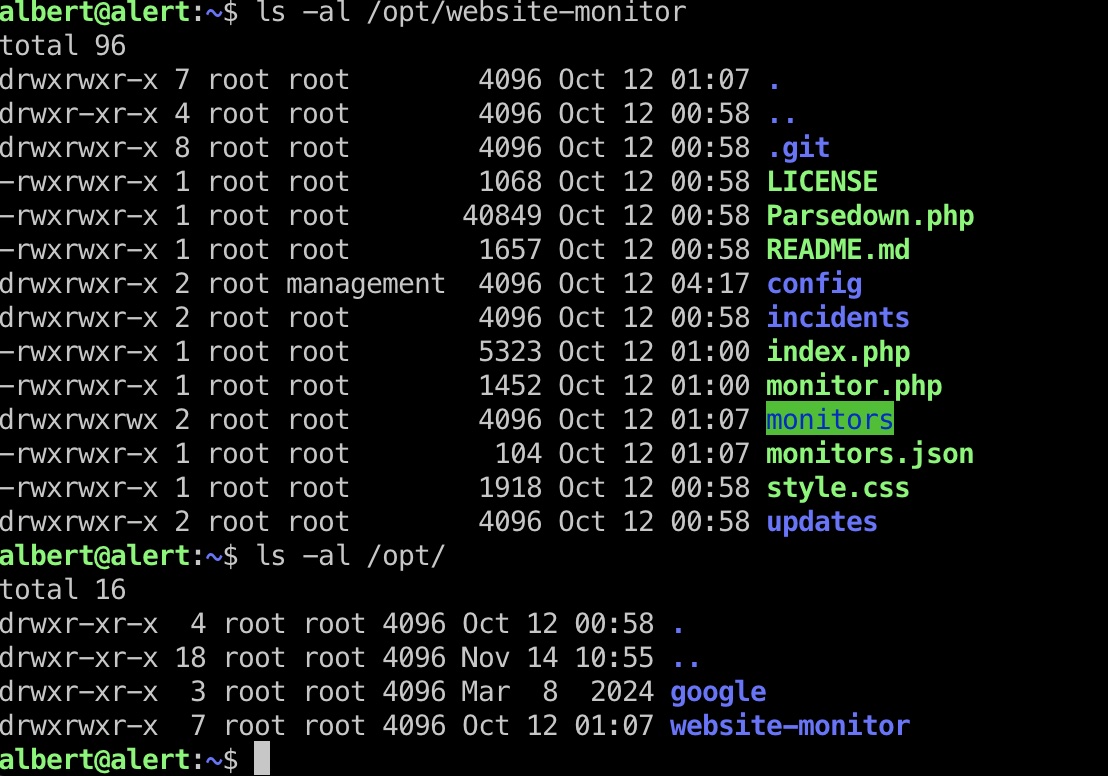 albert@alert:~$ ls -al /opt/website-monitor
total 96
drwxrwxr-x 7 root root        4096 Oct 12 01:07 .
drwxr-xr-x 4 root root        4096 Oct 12 00:58 ..
drwxrwxr-x 8 root root        4096 Oct 12 00:58 .git
-rwxrwxr-x 1 root root        1068 Oct 12 00:58 LICENSE
-rwxrwxr-x 1 root root       40849 Oct 12 00:58 Parsedown.php
-rwxrwxr-x 1 root root        1657 Oct 12 00:58 README.md
drwxrwxr-x 2 root management  4096 Oct 12 04:17 config
drwxrwxr-x 2 root root        4096 Oct 12 00:58 incidents
-rwxrwxr-x 1 root root        5323 Oct 12 01:00 index.php
-rwxrwxr-x 1 root root        1452 Oct 12 01:00 monitor.php
drwxrwxrwx 2 root root        4096 Oct 12 01:07 monitors
-rwxrwxr-x 1 root root         104 Oct 12 01:07 monitors.json
-rwxrwxr-x 1 root root        1918 Oct 12 00:58 style.css
drwxrwxr-x 2 root root        4096 Oct 12 00:58 updates
albert@alert:~$ ls -al /opt/
total 16
drwxr-xr-x  4 root root 4096 Oct 12 00:58 .
drwxr-xr-x 18 root root 4096 Nov 14 10:55 ..
drwxr-xr-x  3 root root 4096 Mar  8  2024 google
drwxrwxr-x  7 root root 4096 Oct 12 01:07 website-monitor
albert@alert:~$